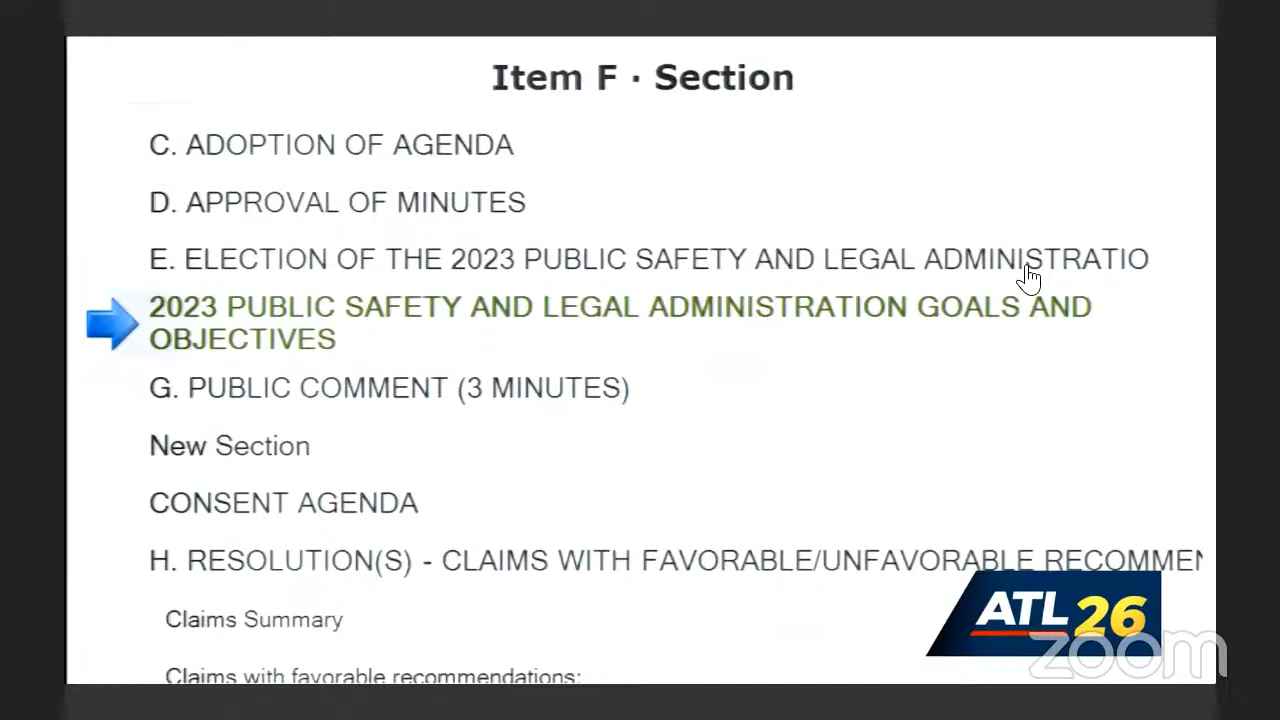 Item F · Section
C. ADOPTION OF AGENDA
D. APPROVAL OF MINUTES
E. ELECTION OF THE 2023 PUBLIC SAFETY AND LEGAL ADMINISTRATIO
2023 PUBLIC SAFETY AND LEGAL ADMINISTRATION GOALS AND
OBJECTIVES
G. PUBLIC COMMENT (3 MINUTES)
New Section
CONSENT AGENDA
H. RESOLUTION(S) - CLAIMS WITH FAVORABLE/UNFAVORABLE RECOMMEN
Claims Summary
Claims with favorable recommendations:
ATL 26
zoom